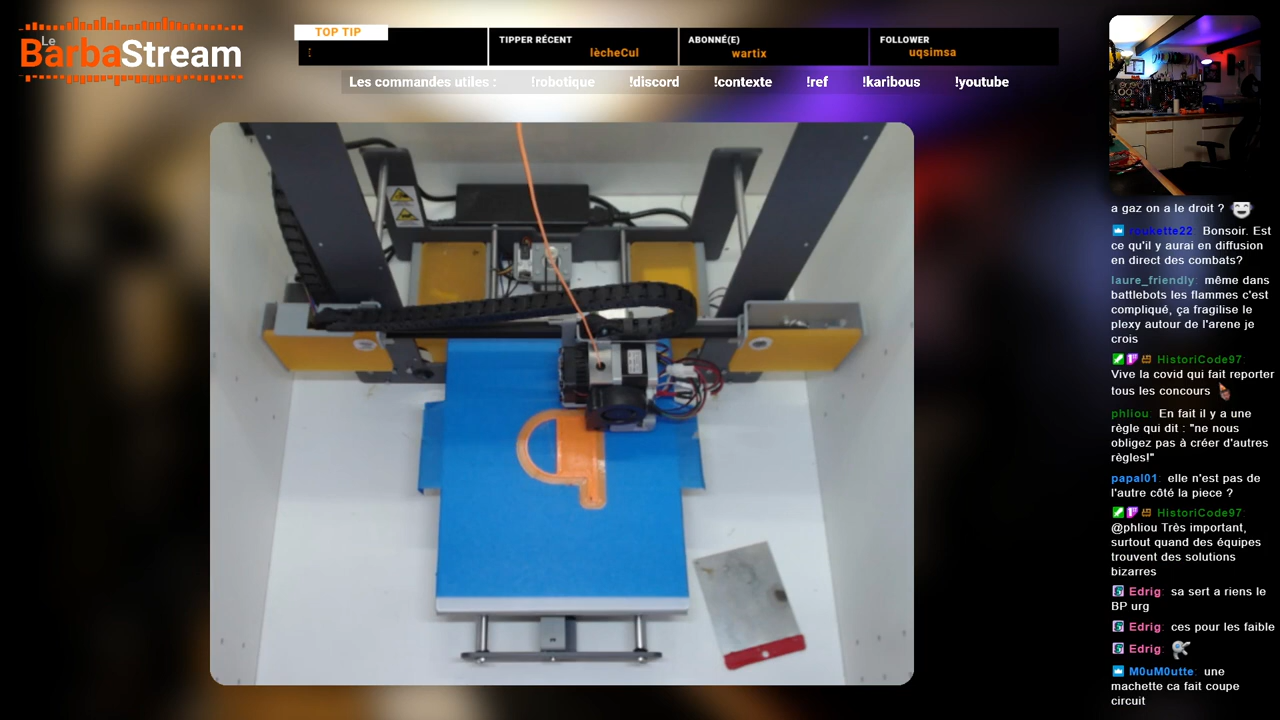 Le
BarbaStream
TOP TIP
:
TIPPER RÉCENT
lècheCul
ABONNÉ(E)
wartix
FOLLOWER
uqsimsa
Les commandes utiles : !robotique !discord !contexte !ref !karibous !youtube
a gaz on a le droit ?
roukette22: Bonsoir. Est
ce qu'il y aurai en diffusion
en direct des combats?
laure_friendly: même dans
battlebots les flammes c'est
compliqué, ça fragilise le
plexy autour de l'arene je
crois
HistoriCode97:
Vive la covid qui fait reporter
tous les concours
phliou: En fait il y a une
règle qui dit : "ne nous
obligez pas à créer d'autres
règles!"
papal01: elle n'est pas de
l'autre côté la piece ?
HistoriCode97:
@phliou Très important,
surtout quand des équipes
trouvent des solutions
bizarres
Edrig: sa sert a riens le
BP urg
Edrig: ces pour les faible
Edrig:
M0uM0utte: une
machette ca fait coupe
circuit